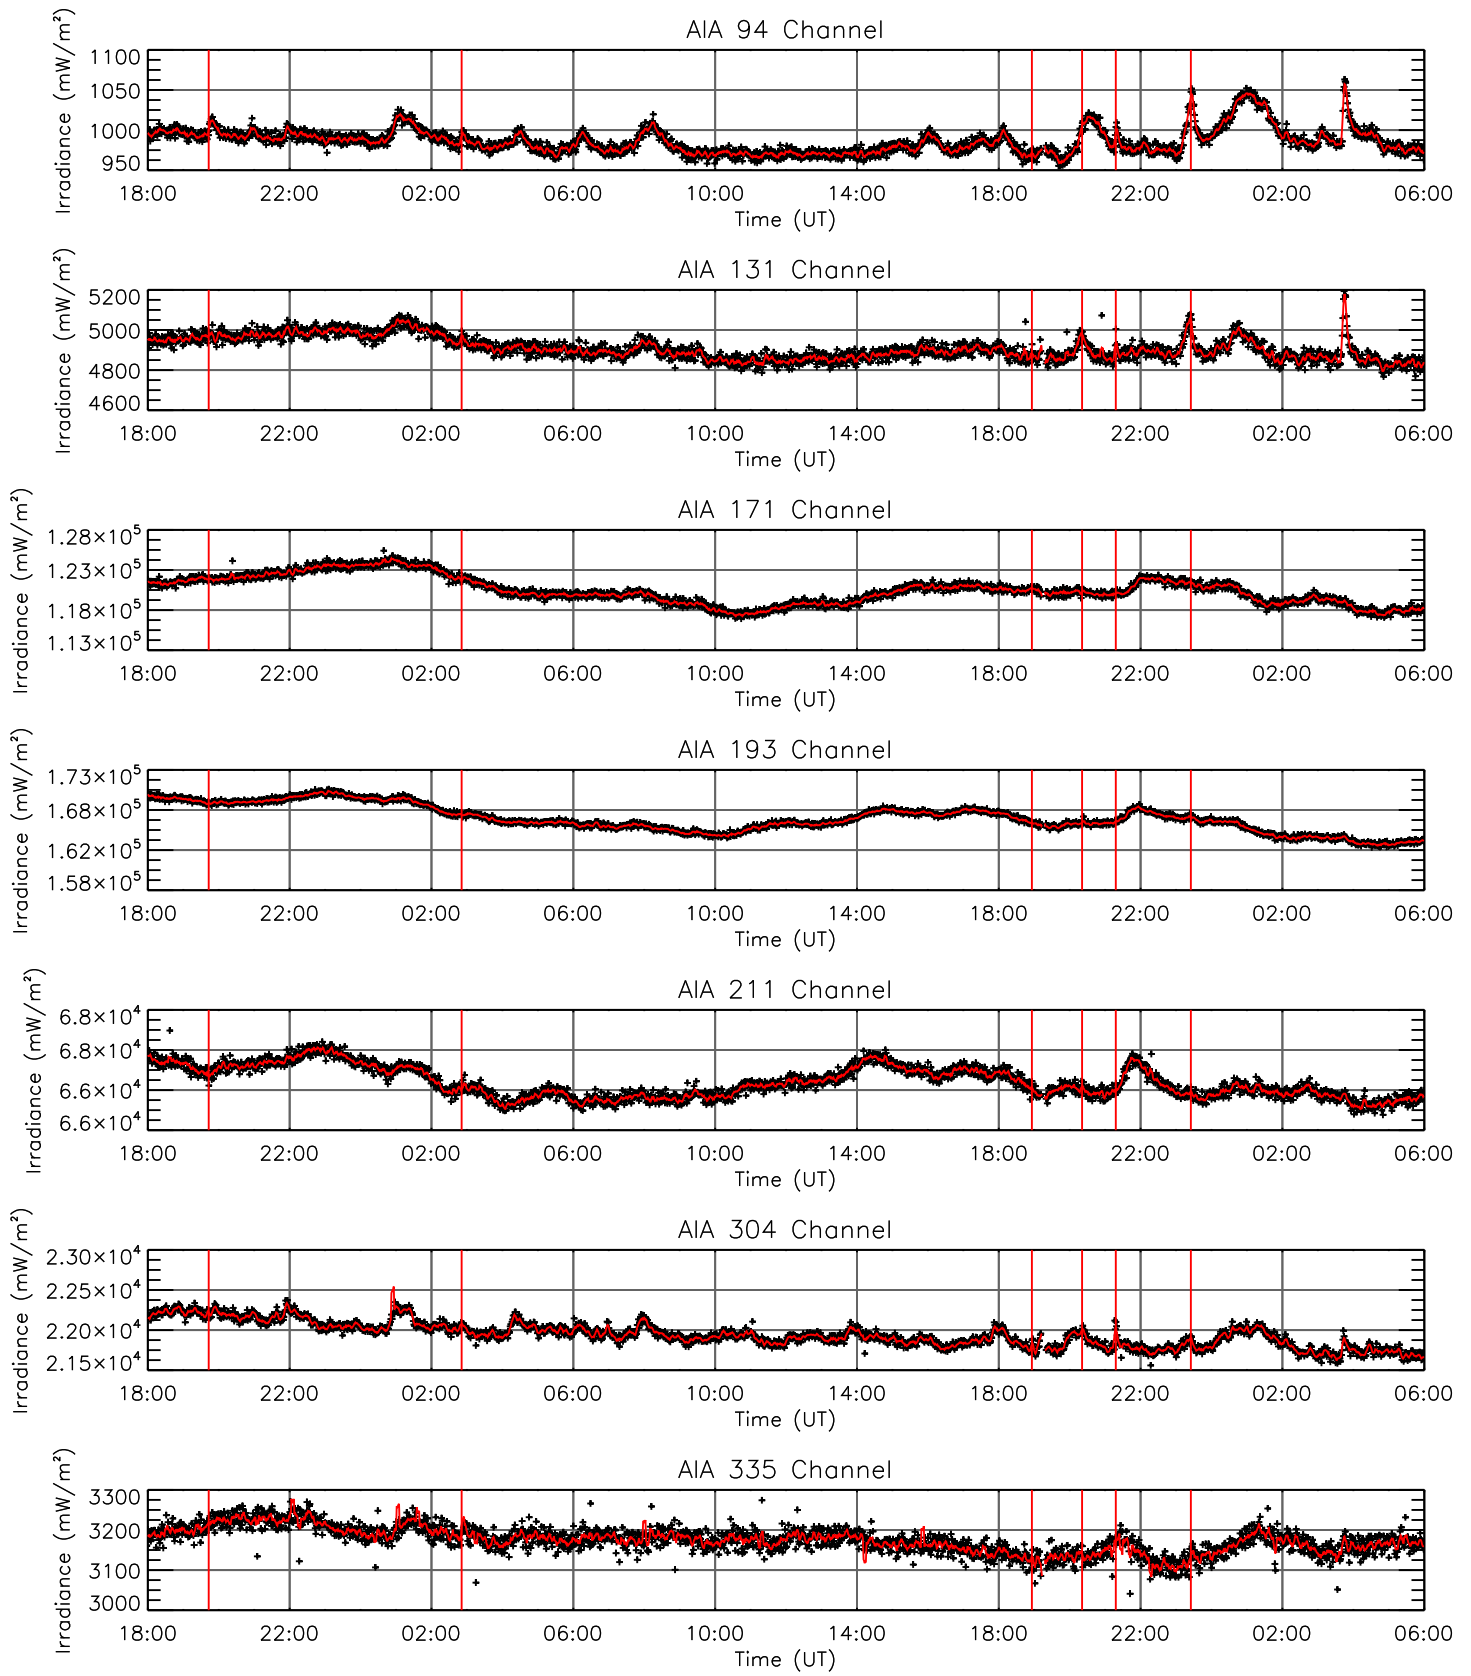 AIA 94 Channel
Irradiance (mW/m²)
1100
1050
1000
950
18:00 22:00 02:00 06:00 10:00 14:00 18:00 22:00 02:00 06:00
Time (UT)
AIA 131 Channel
Irradiance (mW/m²)
5200
5000
4800
4600
18:00 22:00 02:00 06:00 10:00 14:00 18:00 22:00 02:00 06:00
Time (UT)
AIA 171 Channel
Irradiance (mW/m²)
1.28×10⁵
1.23×10⁵
1.18×10⁵
1.13×10⁵
18:00 22:00 02:00 06:00 10:00 14:00 18:00 22:00 02:00 06:00
Time (UT)
AIA 193 Channel
Irradiance (mW/m²)
1.73×10⁵
1.68×10⁵
1.62×10⁵
1.58×10⁵
18:00 22:00 02:00 06:00 10:00 14:00 18:00 22:00 02:00 06:00
Time (UT)
AIA 211 Channel
Irradiance (mW/m²)
6.8×10⁴
6.8×10⁴
6.6×10⁴
6.6×10⁴
18:00 22:00 02:00 06:00 10:00 14:00 18:00 22:00 02:00 06:00
Time (UT)
AIA 304 Channel
Irradiance (mW/m²)
2.30×10⁴
2.25×10⁴
2.20×10⁴
2.15×10⁴
18:00 22:00 02:00 06:00 10:00 14:00 18:00 22:00 02:00 06:00
Time (UT)
AIA 335 Channel
Irradiance (mW/m²)
3300
3200
3100
3000
18:00 22:00 02:00 06:00 10:00 14:00 18:00 22:00 02:00 06:00
Time (UT)